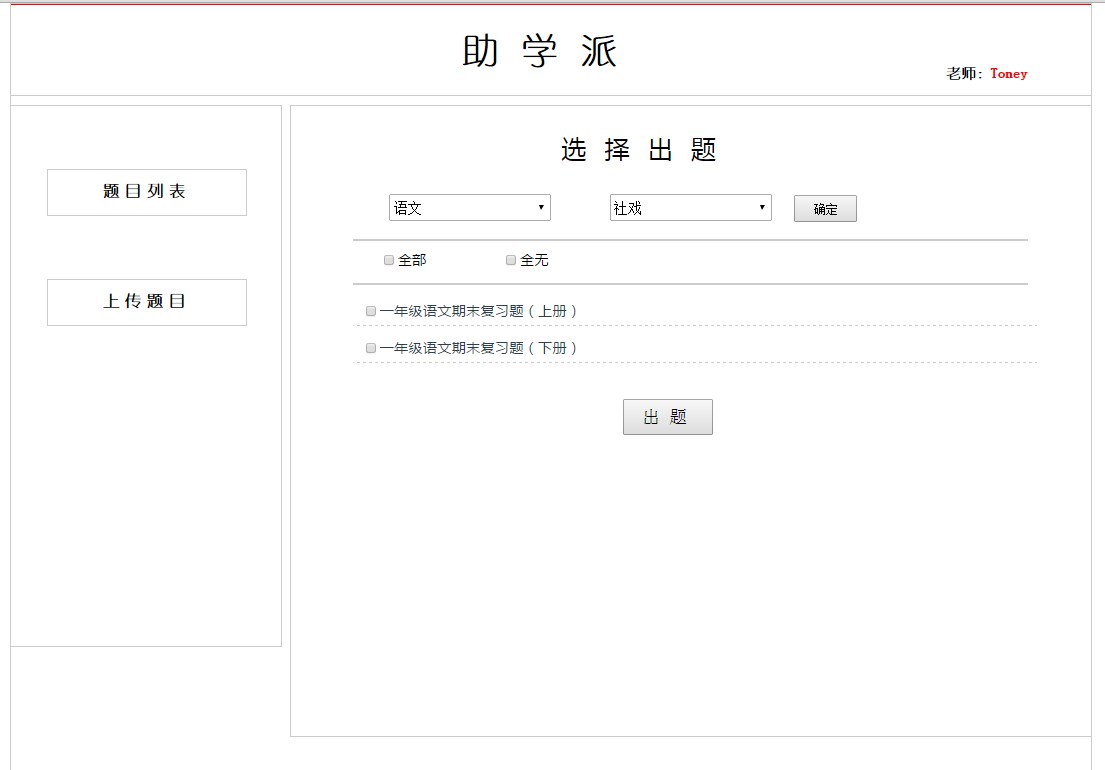 助 学 派
老师：Toney
题目列表
上传题目
选 择 出 题
语文 社戏 确定
全部 全无
一年级语文期末复习题（上册）
一年级语文期末复习题（下册）
出 题